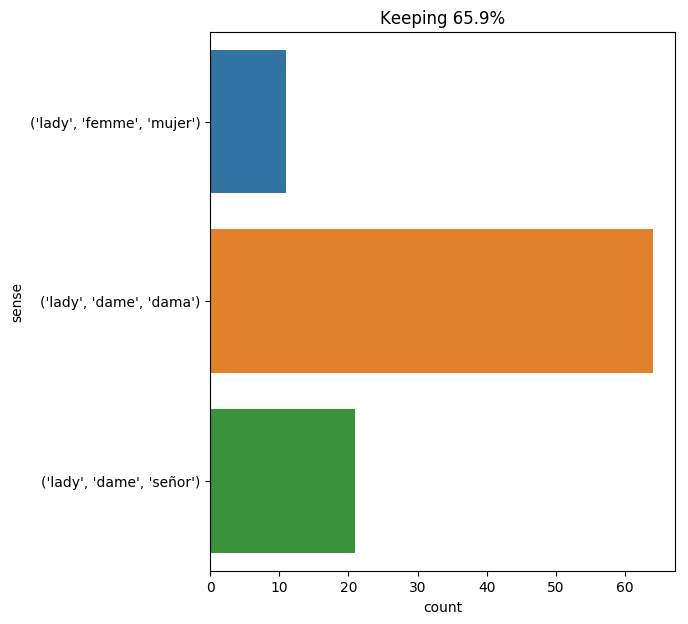 Keeping 65.9%
('lady', 'femme', 'mujer')
('lady', 'dame', 'dama')
('lady', 'dame', 'señor')
sense
0 10 20 30 40 50 60
count